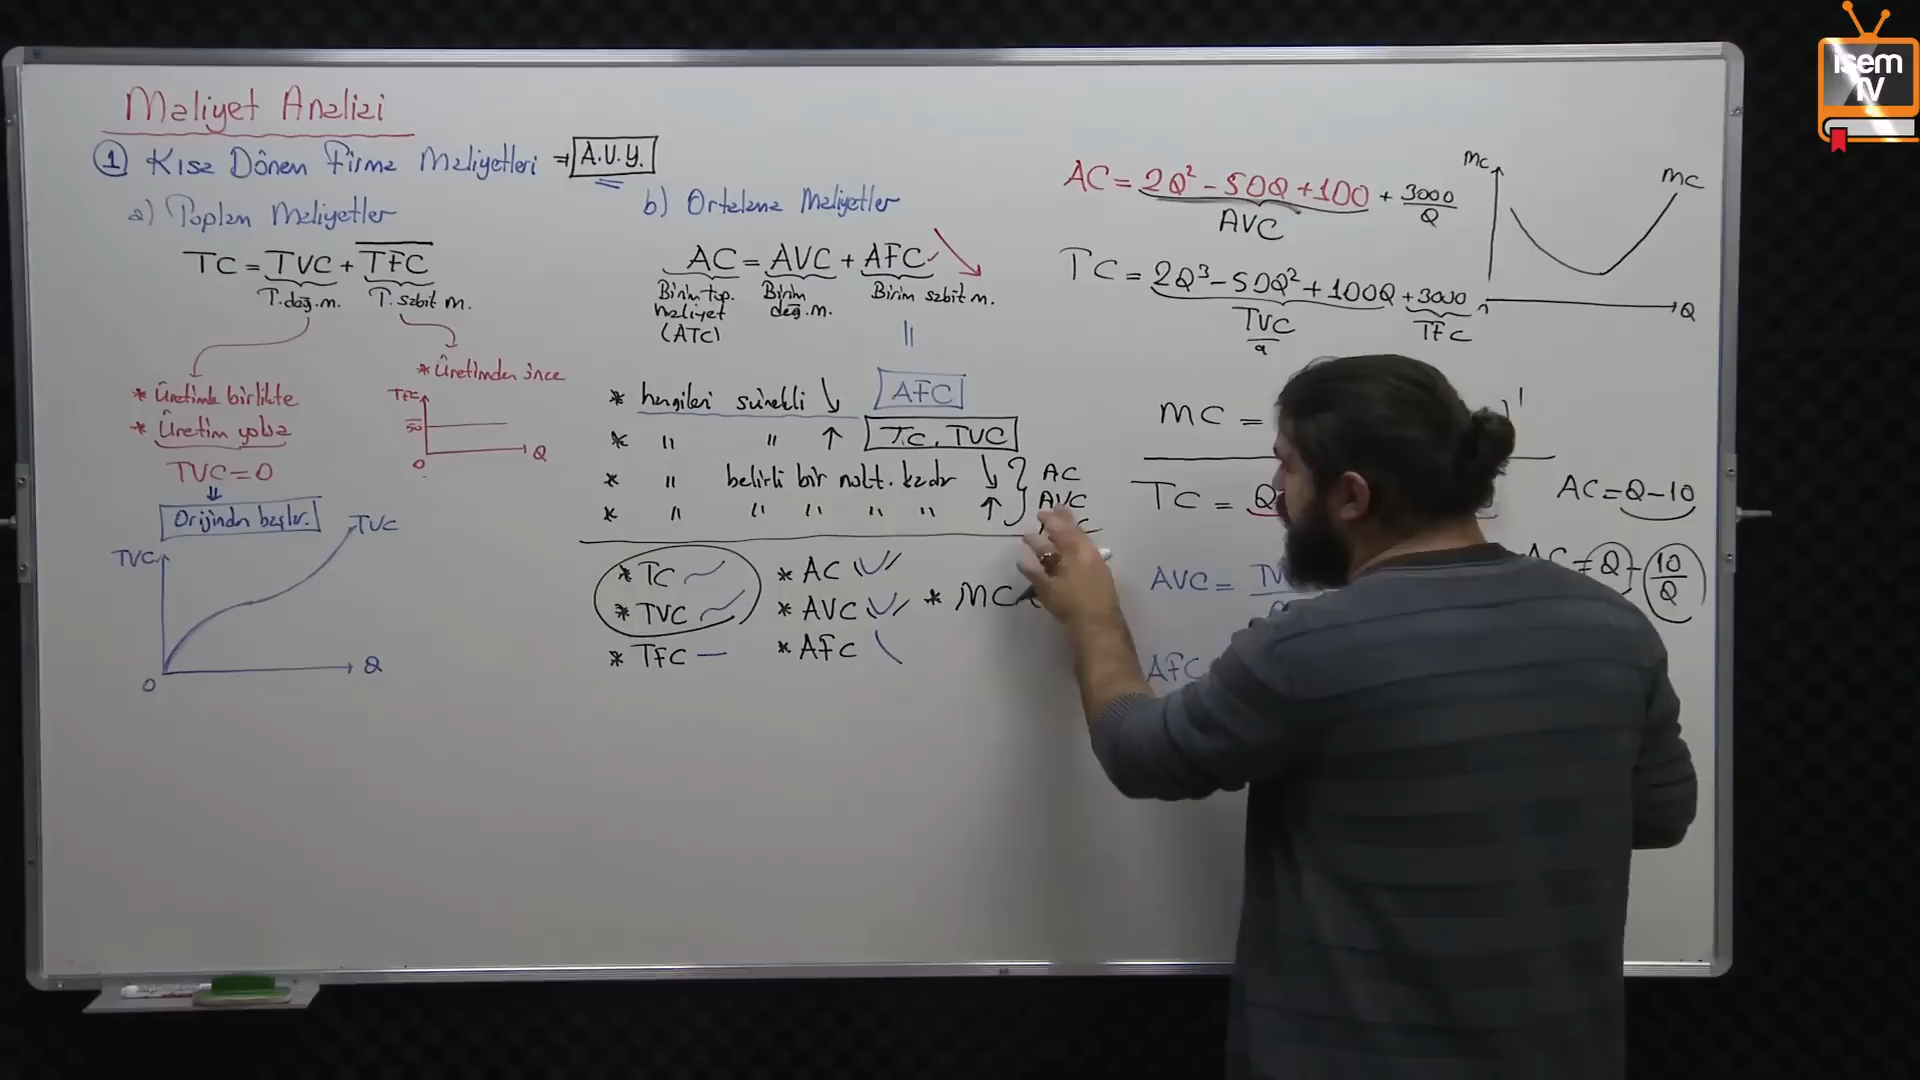 isem
TV
Maliyet Analizi
1 Kısa Dönem Firma Maliyetleri ⇒ A.V.Y.
a) Toplam Maliyetler
TC = TVC + TFC
T. değ. m. T. sabit m.
* Üretimle birlikte
* Üretim yoksa
TVC = 0
⇓
Orijinden başlar.
TVC
TVC
0
Q
* Üretimden önce
TFC
50
0
Q
b) Ortalama Maliyetler
AC = AVC + AFC
Birim top. maliyet (ATC)
Birim değ. m.
Birim sabit m.
||
* hangileri sürekli ↓ AFC
* " " ↑ TC, TVC
* " belirli bir nokt. kadar ↓ } AC
* " " " " " ↑ } AVC
* TC
* TVC
* TFC —
* AC
* AVC
* AFC \
* MC
AC = 2Q² - 50Q + 100 + 3000/Q
AVC
TC = 2Q³ - 50Q² + 100Q + 3000
TVC
TFC
MC
MC
Q
MC =
TC = Q
AC = Q - 10
AVC =
= Q - 10/Q
AFC